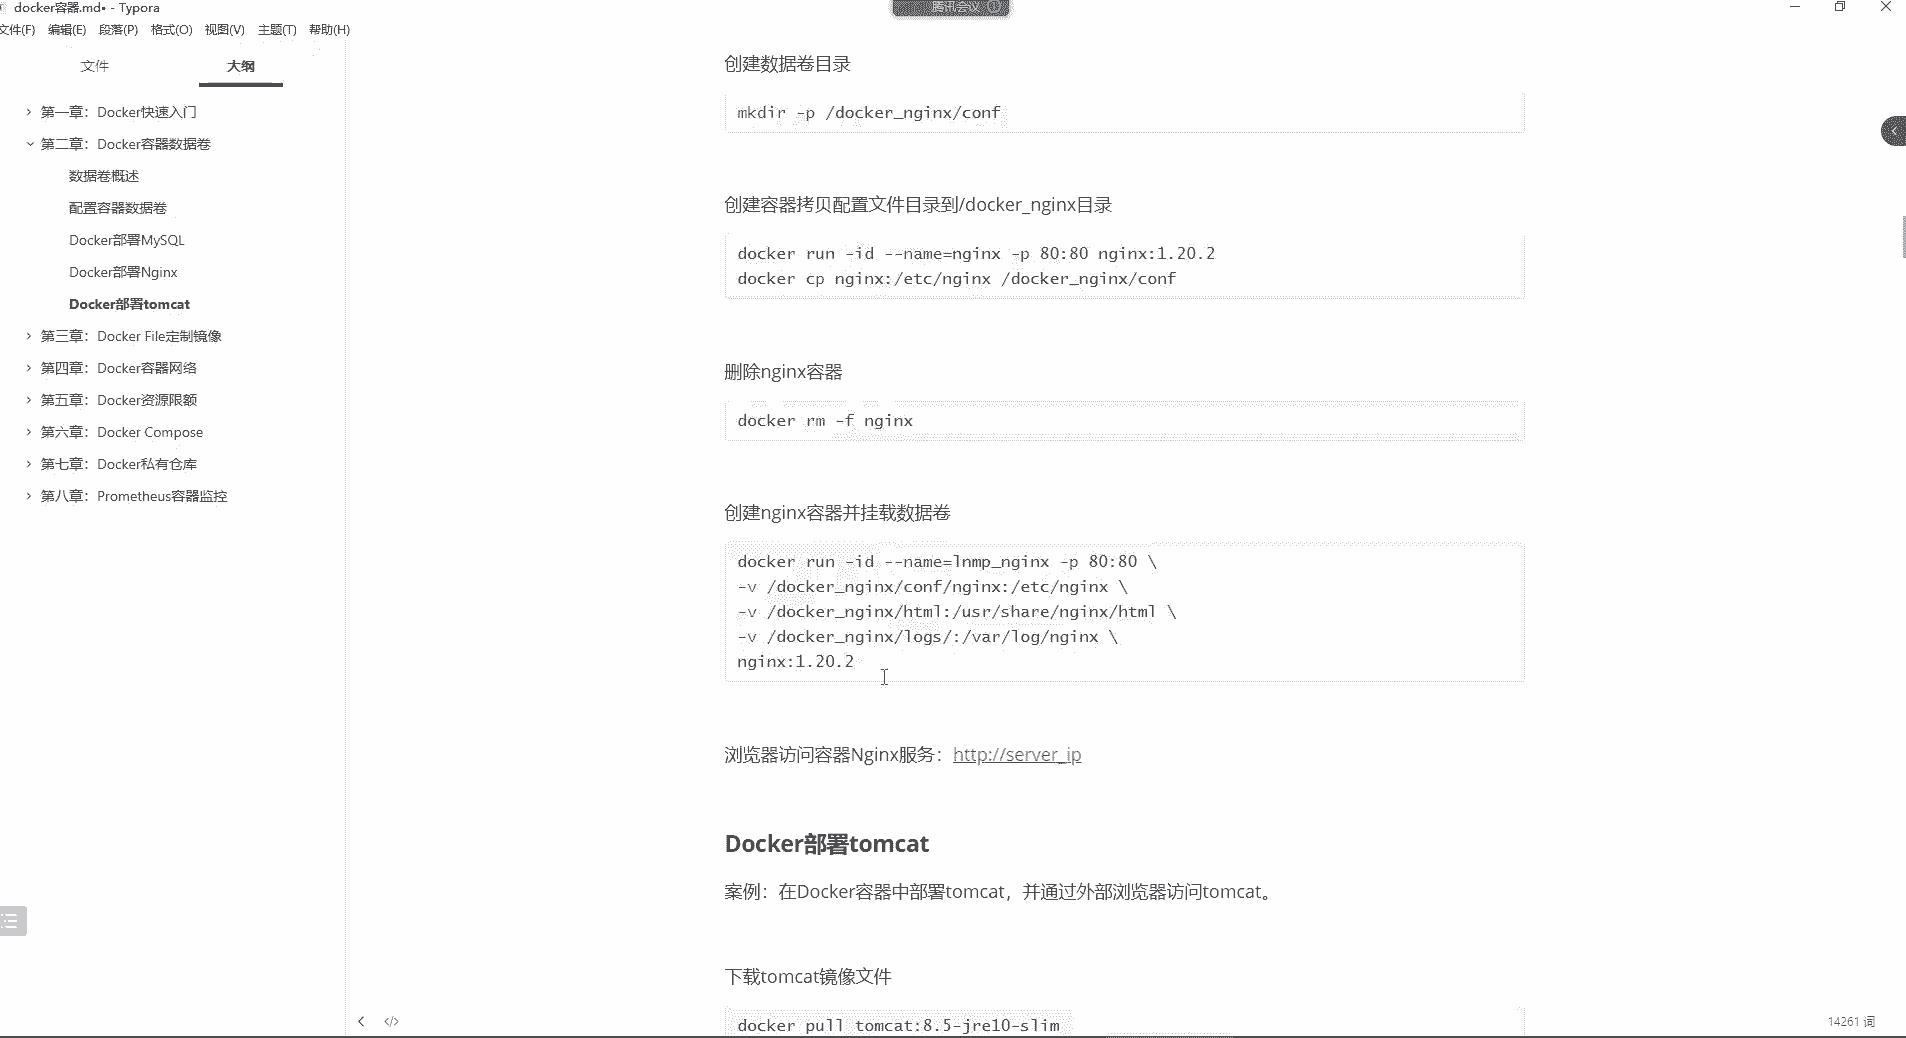 docker容器.md• - Typora
腾讯会议
文件(F) 编辑(E) 段落(P) 格式(O) 视图(V) 主题(T) 帮助(H)
文件 大纲
第一章：Docker快速入门
第二章：Docker容器数据卷
数据卷概述
配置容器数据卷
Docker部署MySQL
Docker部署Nginx
Docker部署tomcat
第三章：Docker File定制镜像
第四章：Docker容器网络
第五章：Docker资源限额
第六章：Docker Compose
第七章：Docker私有仓库
第八章：Prometheus容器监控
创建数据卷目录
mkdir -p /docker_nginx/conf
创建容器拷贝配置文件目录到/docker_nginx目录
docker run -id --name=nginx -p 80:80 nginx:1.20.2
docker cp nginx:/etc/nginx /docker_nginx/conf
删除nginx容器
docker rm -f nginx
创建nginx容器并挂载数据卷
docker run -id --name=lnmp_nginx -p 80:80 \
-v /docker_nginx/conf/nginx:/etc/nginx \
-v /docker_nginx/html:/usr/share/nginx/html \
-v /docker_nginx/logs/:/var/log/nginx \
nginx:1.20.2
浏览器访问容器Nginx服务：http://server_ip
Docker部署tomcat
案例：在Docker容器中部署tomcat，并通过外部浏览器访问tomcat。
下载tomcat镜像文件
docker pull tomcat:8.5-jre10-slim
14261 词